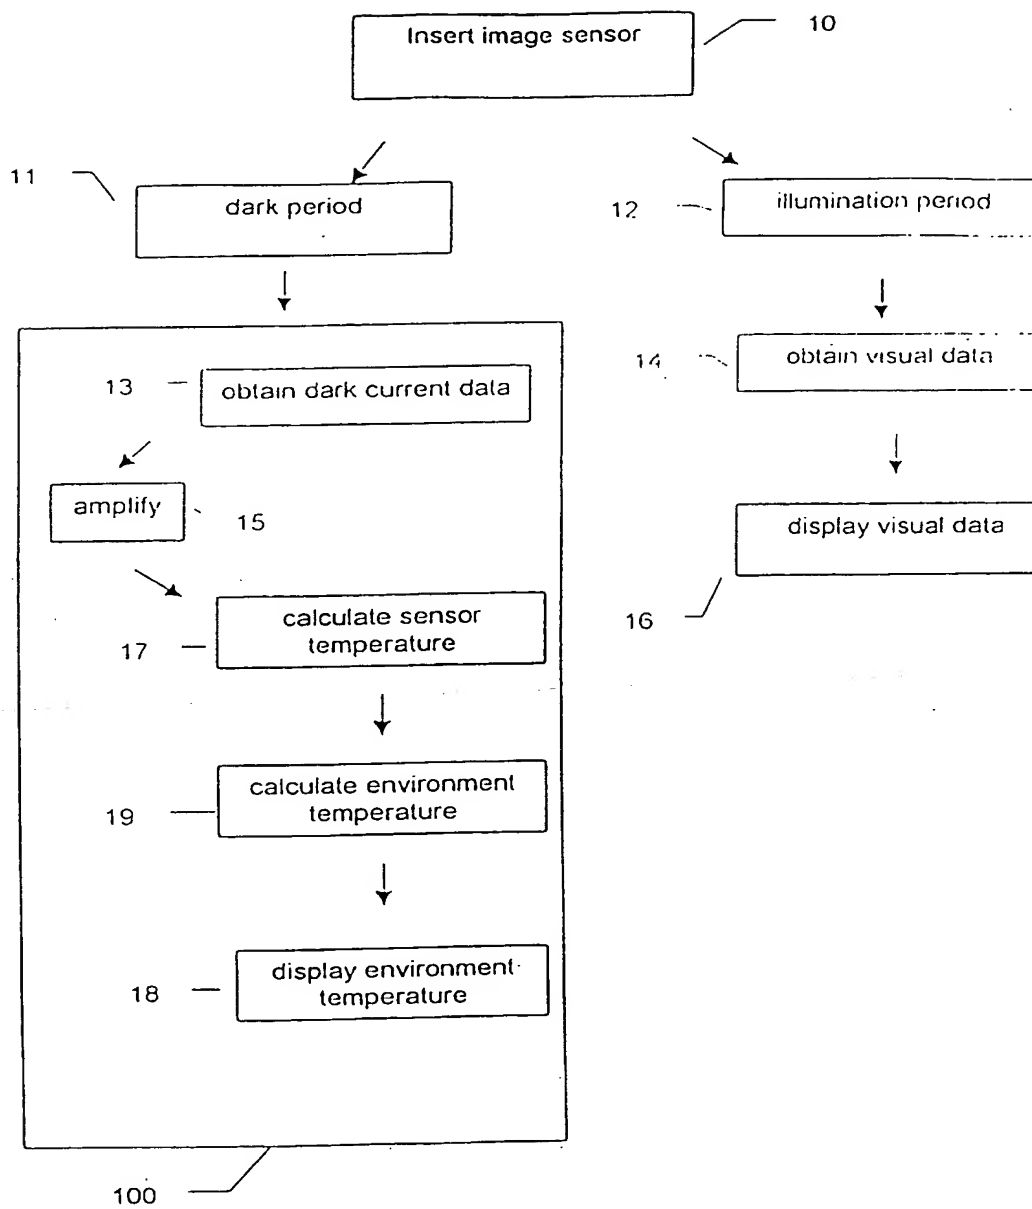 Insert image sensor
10
11
dark period
12
illumination period
13
obtain dark current data
14
obtain visual data
amplify
15
display visual data
16
calculate sensor
temperature
17
calculate environment
temperature
19
display environment
temperature
18
100